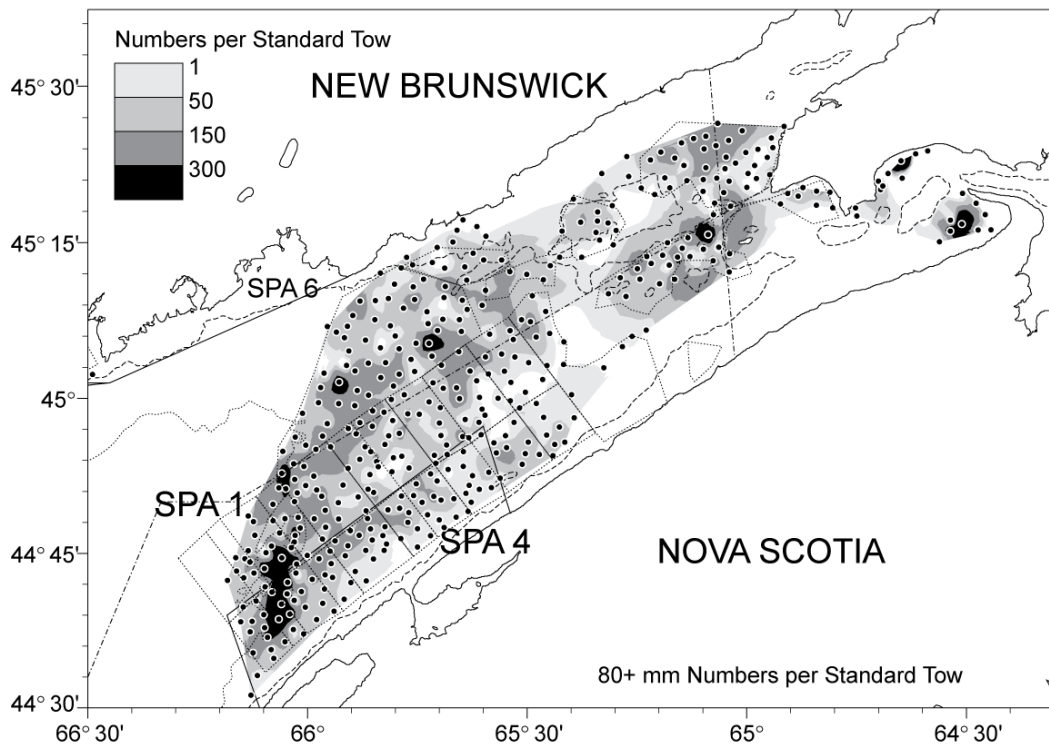 Numbers per Standard Tow
1
50
150
300
NEW BRUNSWICK
SPA 6
SPA 1
SPA 4
NOVA SCOTIA
80+ mm Numbers per Standard Tow
45° 30'
45° 15'
45°
44° 45'
44° 30'
66° 30'
66°
65° 30'
65°
64° 30'